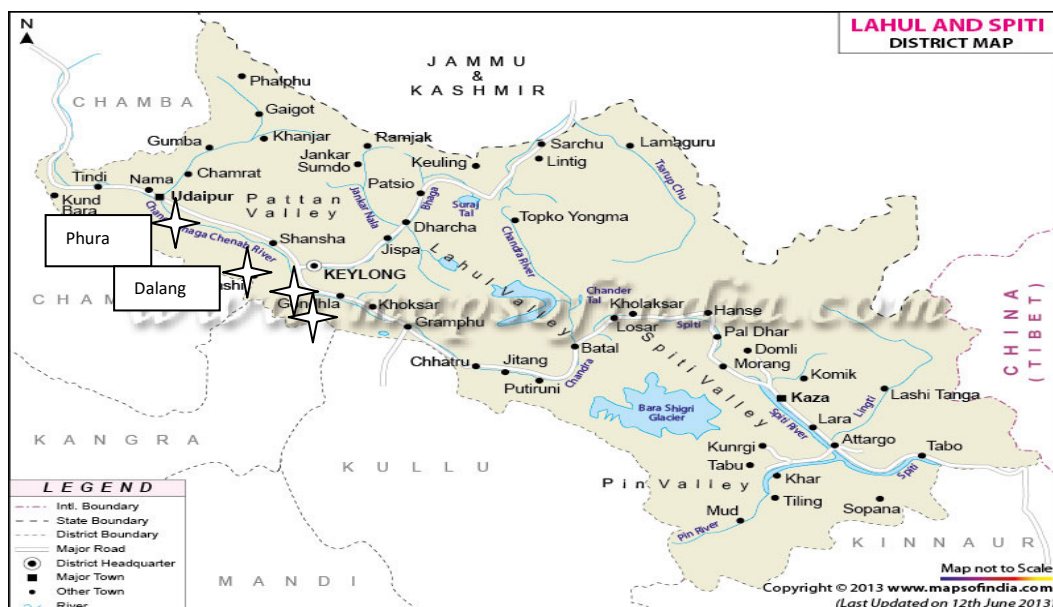 N
LAHUL AND SPITI
DISTRICT MAP
JAMMU
&
KASHMIR
CHAMBA
Phalphu
Gaigot
Khanjar
Gumba
Ramjak
Jankar
Sumdo
Keuling
Sarchu
Lintig
Lamaguru
Tindi
Nama
Chamrat
Udaipur
Kund
Bara
Pattan
Valley
Patsio
Jankar Nala
Bhaga
Suraj
Tal
Tsarup Chu
Topko Yongma
Chandra River
Phura
Chenab River
Shansha
Dharcha
Jispa
KEYLONG
Lahul Valley
Dalang
Khoksar
Gramphu
www.mapsofindia.com
Chander
Tal
Kholaksar
Losar
Spiti
Hanse
Pal Dhar
Domli
Morang
Komik
Batal
Chandra
Chhatru
Jitang
Putiruni
Spiti Valley
Bara Shigri
Glacier
Kaza
Lingti
Lashi Tanga
Spiti River
Lara
Attargo
Tabo
Spiti
Kunrgi
Tabu
Pin Valley
Khar
Tiling
Mud
Pin River
Sopana
CHINA
(TIBET)
KANGRA
KULLU
MANDI
KINNAUR
LEGEND
Intl. Boundary
State Boundary
District Boundary
Major Road
District Headquarter
Major Town
Other Town
River
Map not to Scale
Copyright © 2013 www.mapsofindia.com
(Last Updated on 12th June 2013)